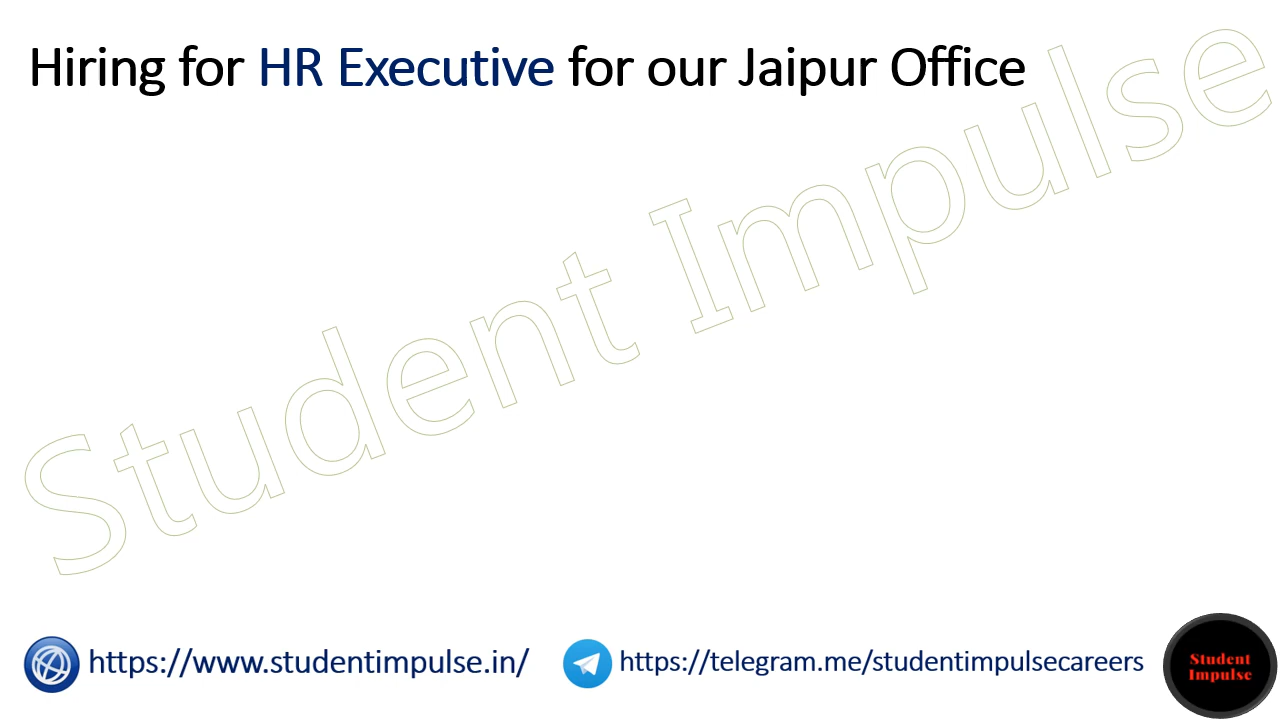 Hiring for HR Executive for our Jaipur Office
Student Impulse
https://www.studentimpulse.in/
https://telegram.me/studentimpulsecareers
Student
Impulse